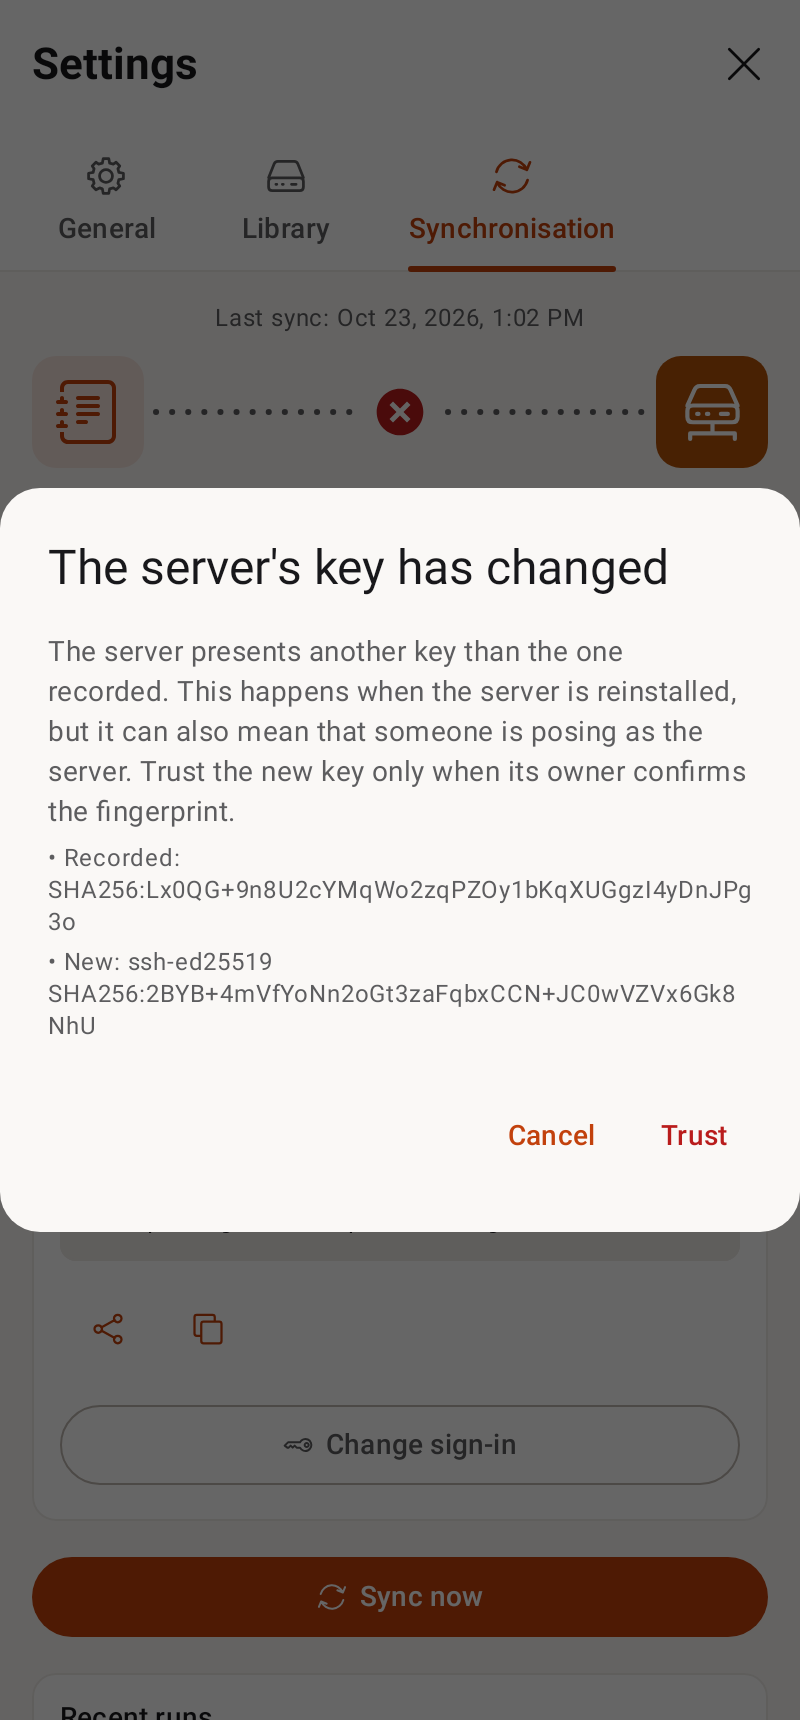 Settings
General
Library
Synchronisation
Last sync: Oct 23, 2026, 1:02 PM
The server's key has changed
The server presents another key than the one
recorded. This happens when the server is reinstalled,
but it can also mean that someone is posing as the
server. Trust the new key only when its owner confirms
the fingerprint.
• Recorded:
SHA256:Lx0QG+9n8U2cYMqWo2zqPZOy1bKqXUGgzI4yDnJPg
3o
• New: ssh-ed25519
SHA256:2BYB+4mVfYoNn2oGt3zaFqbxCCN+JC0wVZVx6Gk8
NhU
Cancel
Trust
Change sign-in
Sync now
Recent runs